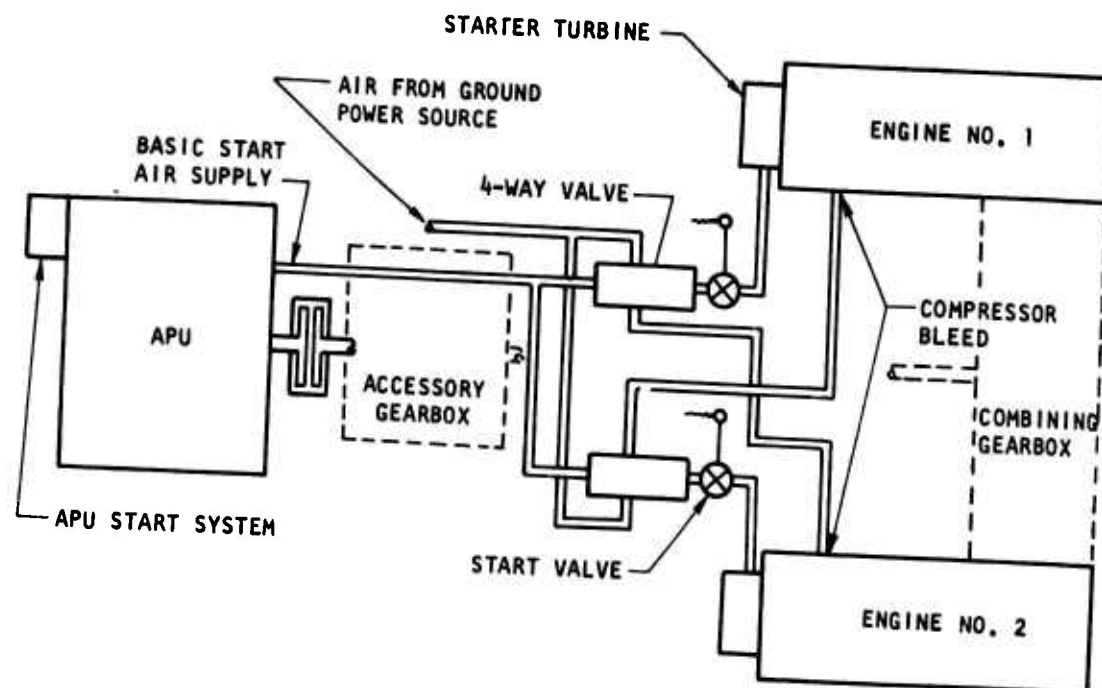 STARTER TURBINE
AIR FROM GROUND
POWER SOURCE
ENGINE NO. 1
BASIC START
AIR SUPPLY
4-WAY VALVE
COMPRESSOR
BLEED
APU
ACCESSORY
GEARBOX
COMBINING
GEARBOX
APU START SYSTEM
START VALVE
ENGINE NO. 2